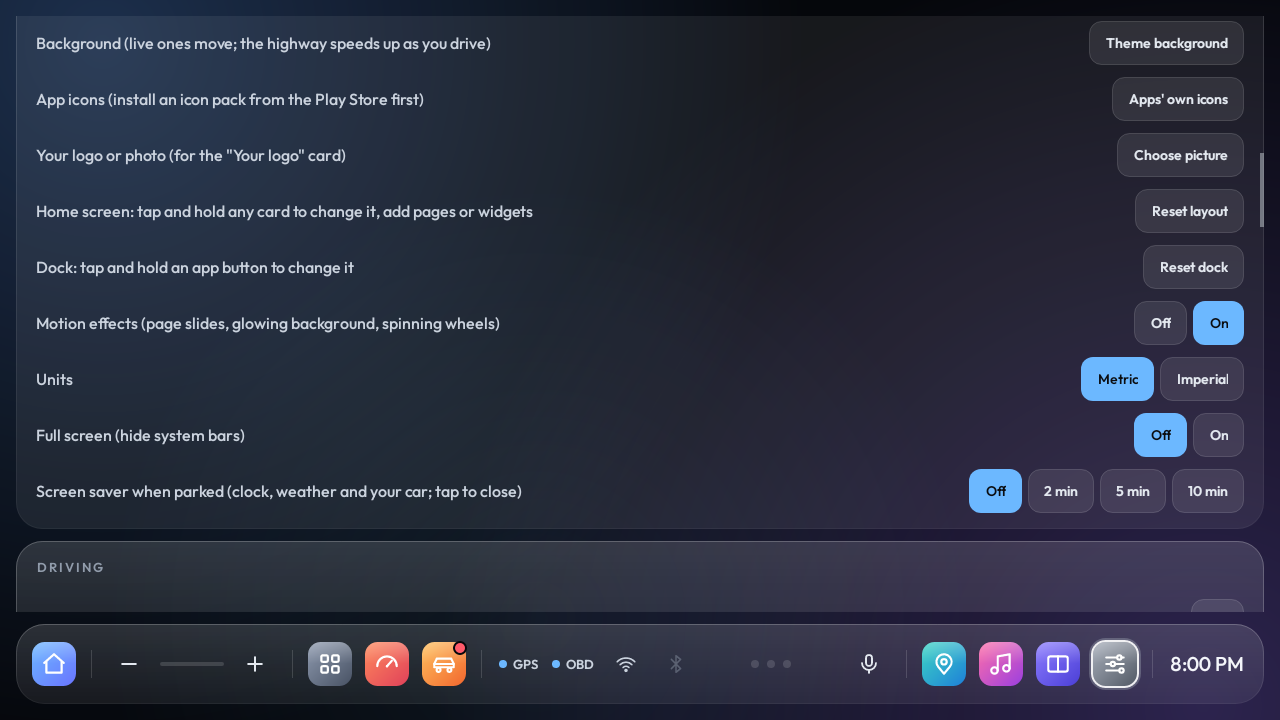 Background (live ones move; the highway speeds up as you drive)
Theme background
App icons (install an icon pack from the Play Store first)
Apps' own icons
Your logo or photo (for the "Your logo" card)
Choose picture
Home screen: tap and hold any card to change it, add pages or widgets
Reset layout
Dock: tap and hold an app button to change it
Reset dock
Motion effects (page slides, glowing background, spinning wheels)
Off On
Units
Metric Imperial
Full screen (hide system bars)
Off On
Screen saver when parked (clock, weather and your car; tap to close)
Off 2 min 5 min 10 min
DRIVING
GPS OBD 8:00 PM